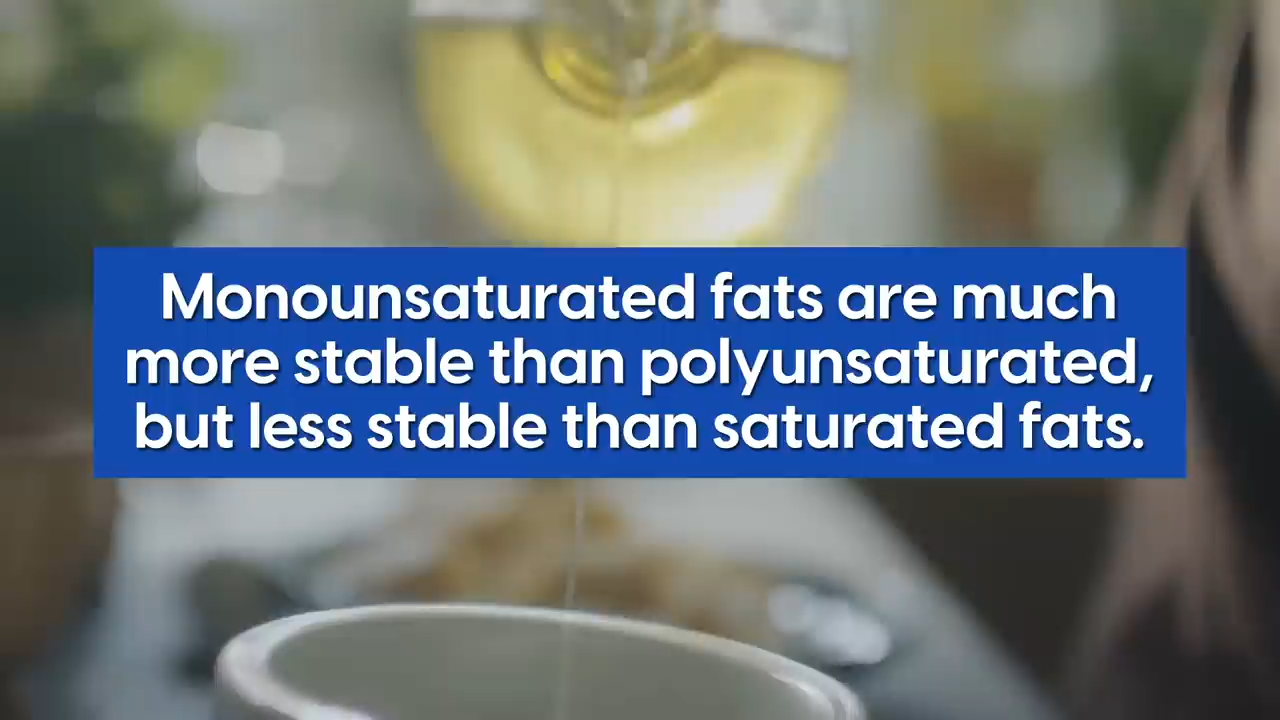 Monounsaturated fats are much
more stable than polyunsaturated,
but less stable than saturated fats.